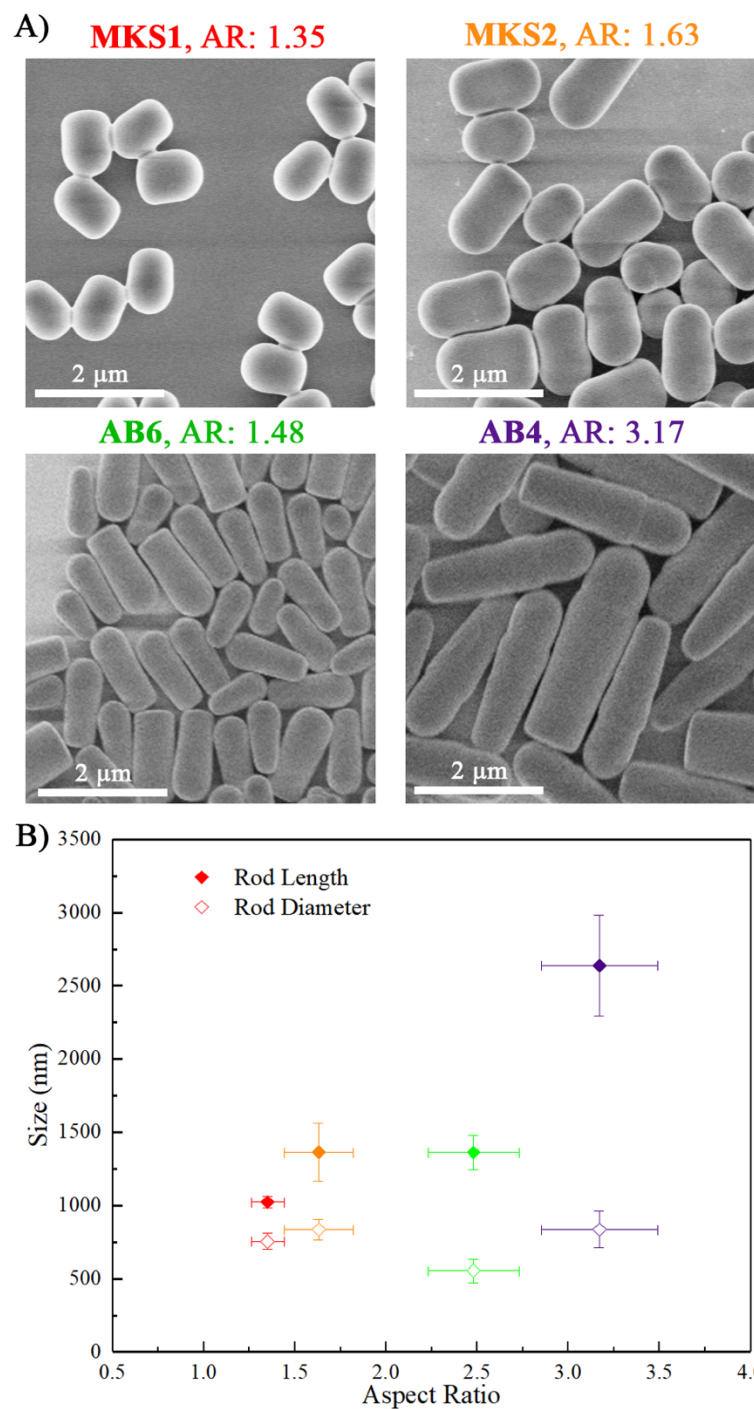 A)
MKS1, AR: 1.35
MKS2, AR: 1.63
2 μm
2 μm
AB6, AR: 1.48
AB4, AR: 3.17
2 μm
2 μm
B)
3500
3000
2500
2000
1500
1000
500
0
Size (nm)
Rod Length
Rod Diameter
0.5 1.0 1.5 2.0 2.5 3.0 3.5 4.0
Aspect Ratio